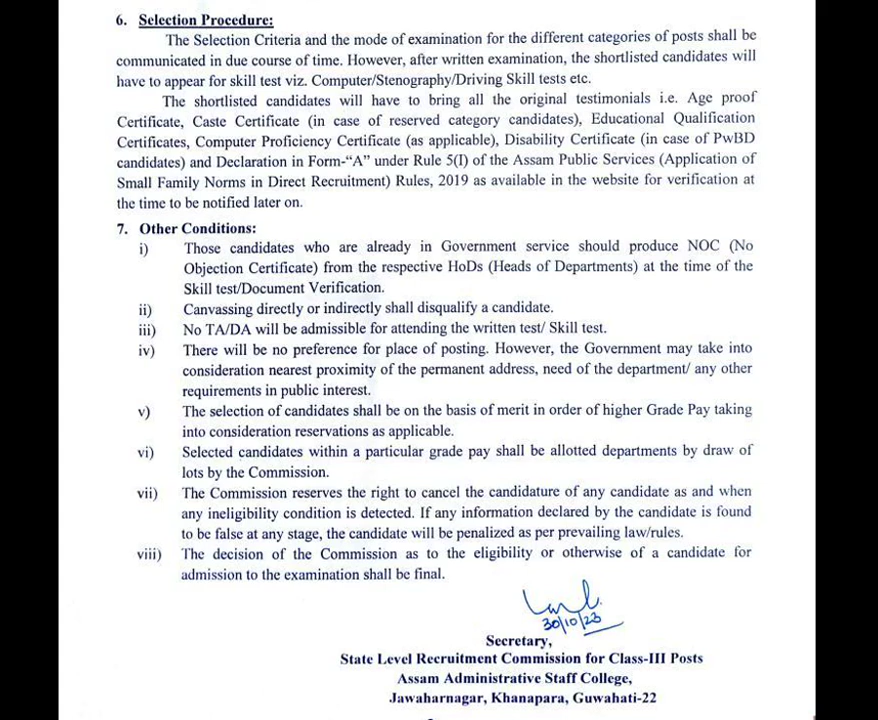 6. Selection Procedure:
The Selection Criteria and the mode of examination for the different categories of posts shall be
communicated in due course of time. However, after written examination, the shortlisted candidates will
have to appear for skill test viz. Computer/Stenography/Driving Skill tests etc.
The shortlisted candidates will have to bring all the original testimonials i.e. Age proof
Certificate, Caste Certificate (in case of reserved category candidates), Educational Qualification
Certificates, Computer Proficiency Certificate (as applicable), Disability Certificate (in case of PwBD
candidates) and Declaration in Form-“A” under Rule 5(I) of the Assam Public Services (Application of
Small Family Norms in Direct Recruitment) Rules, 2019 as available in the website for verification at
the time to be notified later on.
7. Other Conditions:
i) Those candidates who are already in Government service should produce NOC (No
Objection Certificate) from the respective HoDs (Heads of Departments) at the time of the
Skill test/Document Verification.
ii) Canvassing directly or indirectly shall disqualify a candidate.
iii) No TA/DA will be admissible for attending the written test/ Skill test.
iv) There will be no preference for place of posting. However, the Government may take into
consideration nearest proximity of the permanent address, need of the department/ any other
requirements in public interest.
v) The selection of candidates shall be on the basis of merit in order of higher Grade Pay taking
into consideration reservations as applicable.
vi) Selected candidates within a particular grade pay shall be allotted departments by draw of
lots by the Commission.
vii) The Commission reserves the right to cancel the candidature of any candidate as and when
any ineligibility condition is detected. If any information declared by the candidate is found
to be false at any stage, the candidate will be penalized as per prevailing law/rules.
viii) The decision of the Commission as to the eligibility or otherwise of a candidate for
admission to the examination shall be final.
30/10/23
Secretary,
State Level Recruitment Commission for Class-III Posts
Assam Administrative Staff College,
Jawaharnagar, Khanapara, Guwahati-22